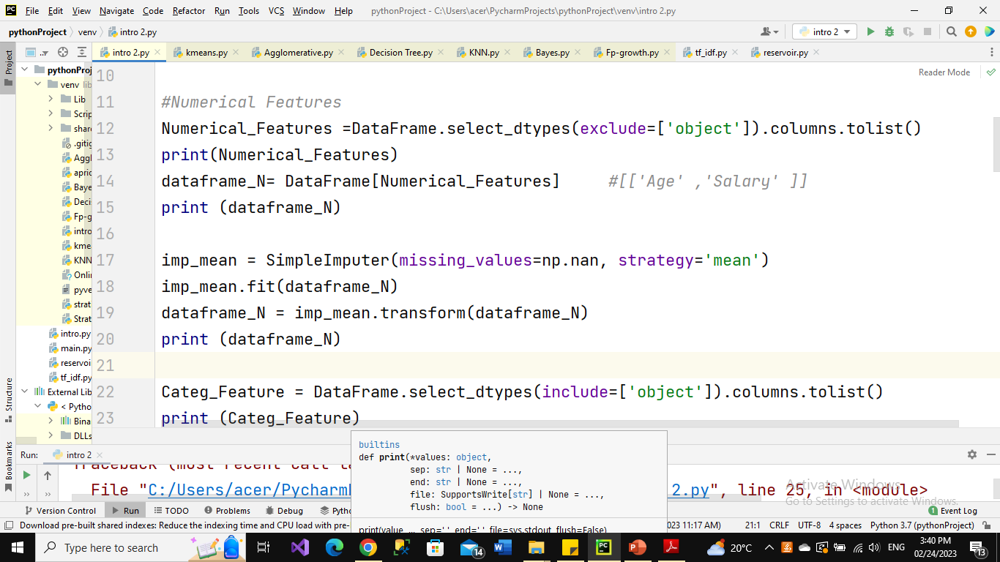 PC File Edit View Navigate Code Refactor Run Tools VCS Window Help pythonProject - C:\Users\acer\PycharmProjects\pythonProject\venv\intro 2.py
pythonProject venv intro 2.py intro 2
Project
intro 2.py kmeans.py Agglomerative.py Decision Tree.py KNN.py Bayes.py Fp-growth.py tf_idf.py reservoir.py
Reader Mode
pythonProj
venv lib
Lib
Scrip
share
.gitig
Aggl
apric
Baye
Deci
Fp-g
intro
kme
KNN
Onli
pyve
strat
Strat
intro.py
main.py
reservoi
tf_idf.py
External Lib
< Pytho
Bina
DLLs
10
11 #Numerical Features
12 Numerical_Features =DataFrame.select_dtypes(exclude=['object']).columns.tolist()
13 print(Numerical_Features)
14 dataframe_N= DataFrame[Numerical_Features] #[['Age' ,'Salary' ]]
15 print (dataframe_N)
16
17 imp_mean = SimpleImputer(missing_values=np.nan, strategy='mean')
18 imp_mean.fit(dataframe_N)
19 dataframe_N = imp_mean.transform(dataframe_N)
20 print (dataframe_N)
21
22 Categ_Feature = DataFrame.select_dtypes(include=['object']).columns.tolist()
23 print (Categ_Feature)
Structure
Bookmarks
builtins
def print(*values: object,
sep: str | None = ...,
end: str | None = ...,
file: SupportsWrite[str] | None = ...,
flush: bool = ...) -> None
print(value, ..., sep=' ', end=' ', file=sys.stdout, flush=False)
Run: intro 2
Traceback (most recent call la
File "C:/Users/acer/Pycharm 2.py", line 25, in <module>
Activate Windows
Go to Settings to activate Windows.
Version Control Run TODO Problems Debug Pytho Event Log
Download pre-built shared indexes: Reduce the indexing time and CPU load with pre- 023 11:17 AM) 21:1 CRLF UTF-8 4 spaces Python 3.7 (pythonProject)
Type here to search 14 20°C ENG 3:40 PM
02/24/2023 13